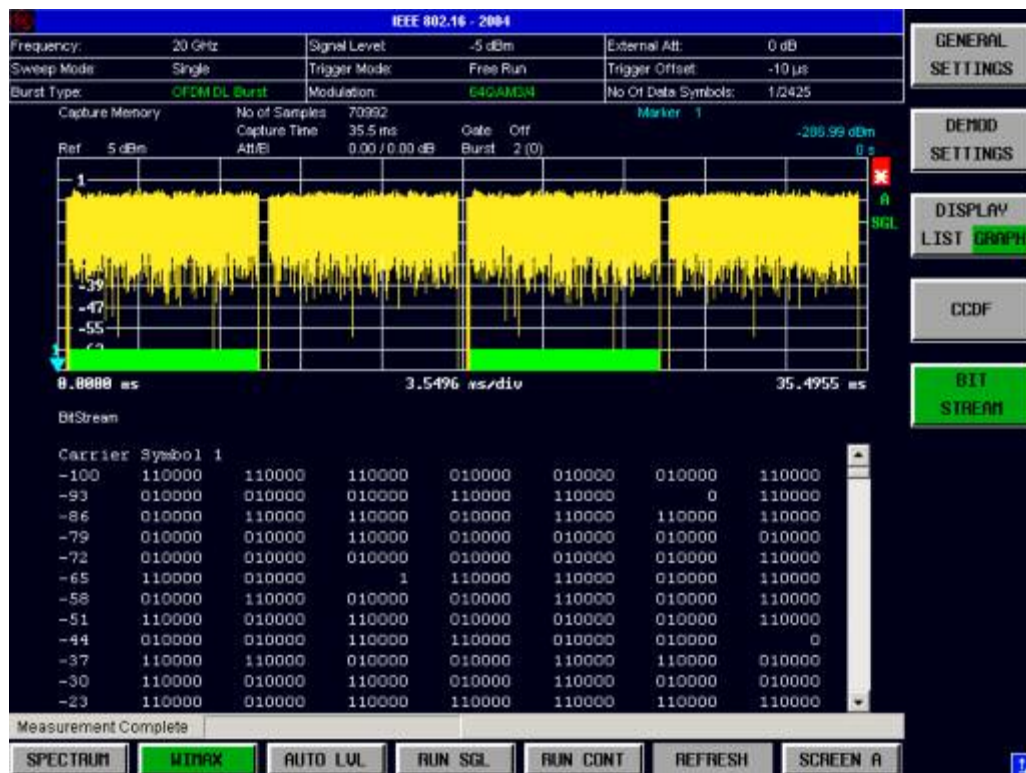 IEEE 802.16 - 2004
Frequency: 20 GHz Signal Level: -5 dBm External Att: 0 dB
Sweep Mode: Single Trigger Mode: Free Run Trigger Offset: -10 µs
Burst Type: OFDM DL Burst Modulation: 64QAM3/4 No Of Data Symbols: 1/2425
Capture Memory No of Samples 70992 Marker 1
Capture Time 35.5 ms Gate Off -286.99 dBm
Ref 5 dBm Att/El 0.00 / 0.00 dB Burst 2 (0) 0 s
1
A
SGL
-39
-47
-55
-63
1
0.0000 ms 3.5496 ms/div 35.4955 ms
BitStream
Carrier Symbol 1
-100 110000 110000 110000 010000 010000 010000 110000
-93 010000 010000 010000 110000 110000 0 110000
-86 010000 110000 110000 010000 110000 110000 110000
-79 010000 010000 110000 010000 010000 010000 010000
-72 010000 010000 010000 010000 010000 010000 110000
-65 110000 010000 1 110000 110000 010000 110000
-58 010000 110000 010000 010000 110000 010000 110000
-51 010000 010000 110000 010000 010000 010000 110000
-44 010000 010000 110000 110000 010000 010000 0
-37 110000 110000 010000 010000 110000 110000 010000
-30 110000 010000 110000 010000 110000 010000 010000
-23 110000 010000 110000 110000 110000 110000 110000
Measurement Complete
SPECTRUM WIMAX AUTO LVL RUN SGL RUN CONT REFRESH SCREEN A
GENERAL
SETTINGS
DEMOD
SETTINGS
DISPLAY
LIST GRAPH
CCDF
BIT
STREAM